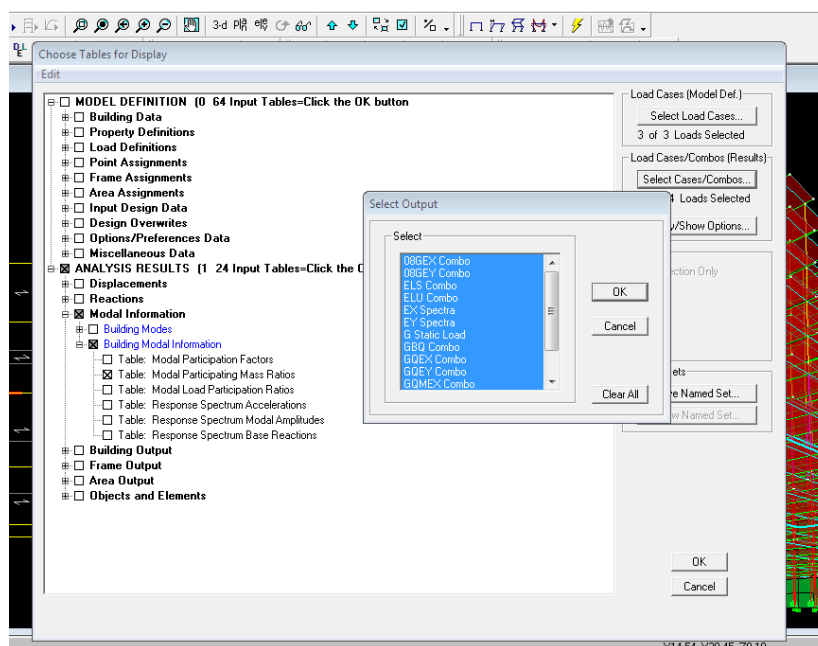 3-d
Choose Tables for Display
Edit
MODEL DEFINITION (0 64 Input Tables=Click the OK button
Building Data
Property Definitions
Load Definitions
Point Assignments
Frame Assignments
Area Assignments
Input Design Data
Design Overwrites
Options/Preferences Data
Miscellaneous Data
ANALYSIS RESULTS (1 24 Input Tables=Click the O
Displacements
Reactions
Modal Information
Building Modes
Building Modal Information
Table: Modal Participation Factors
Table: Modal Participating Mass Ratios
Table: Modal Load Participation Ratios
Table: Response Spectrum Accelerations
Table: Response Spectrum Modal Amplitudes
Table: Response Spectrum Base Reactions
Building Output
Frame Output
Area Output
Objects and Elements
Load Cases (Model Def.)
Select Load Cases...
3 of 3 Loads Selected
Load Cases/Combos (Results)
Select Cases/Combos...
4 Loads Selected
y/Show Options...
ection Only
ets
e Named Set...
w Named Set...
OK
Cancel
Select Output
Select
08GEX Combo
08GEY Combo
ELS Combo
ELU Combo
EX Spectra
EY Spectra
G Static Load
GBQ Combo
GQEX Combo
GQEY Combo
GQMEX Combo
OK
Cancel
Clear All